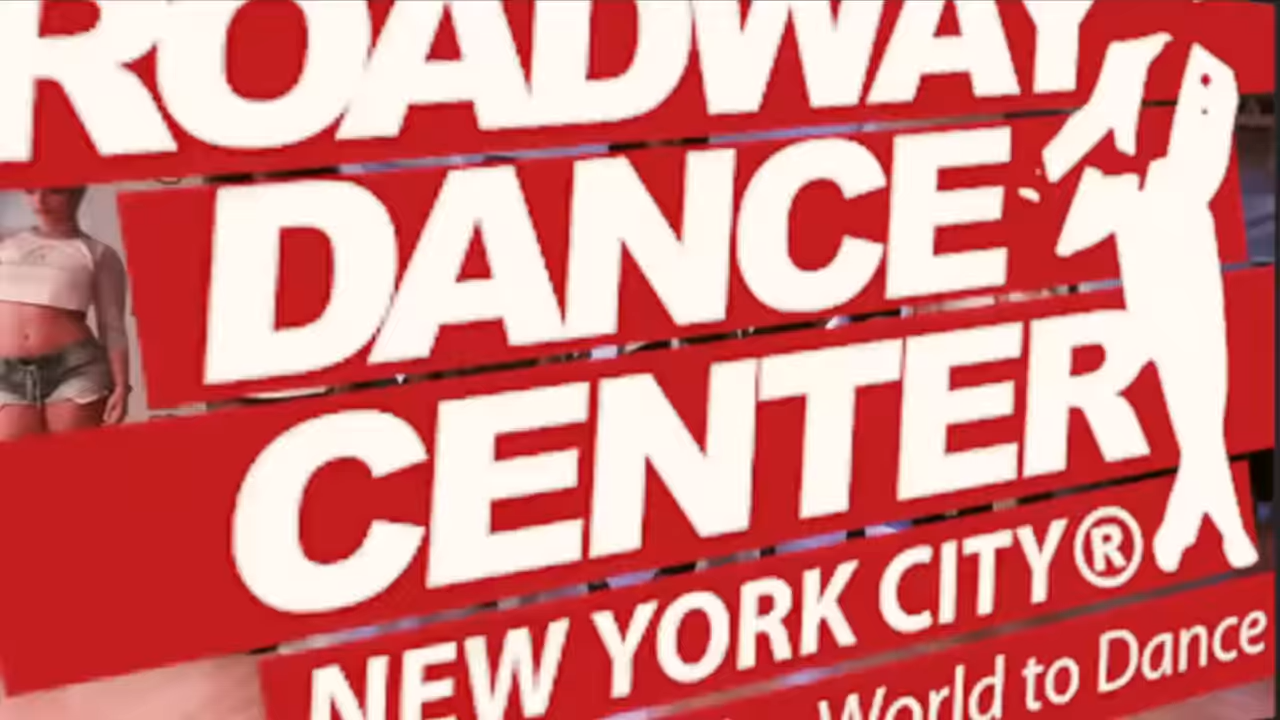 ROADWAY
DANCE
CENTER
NEW YORK CITY®
World to Dance